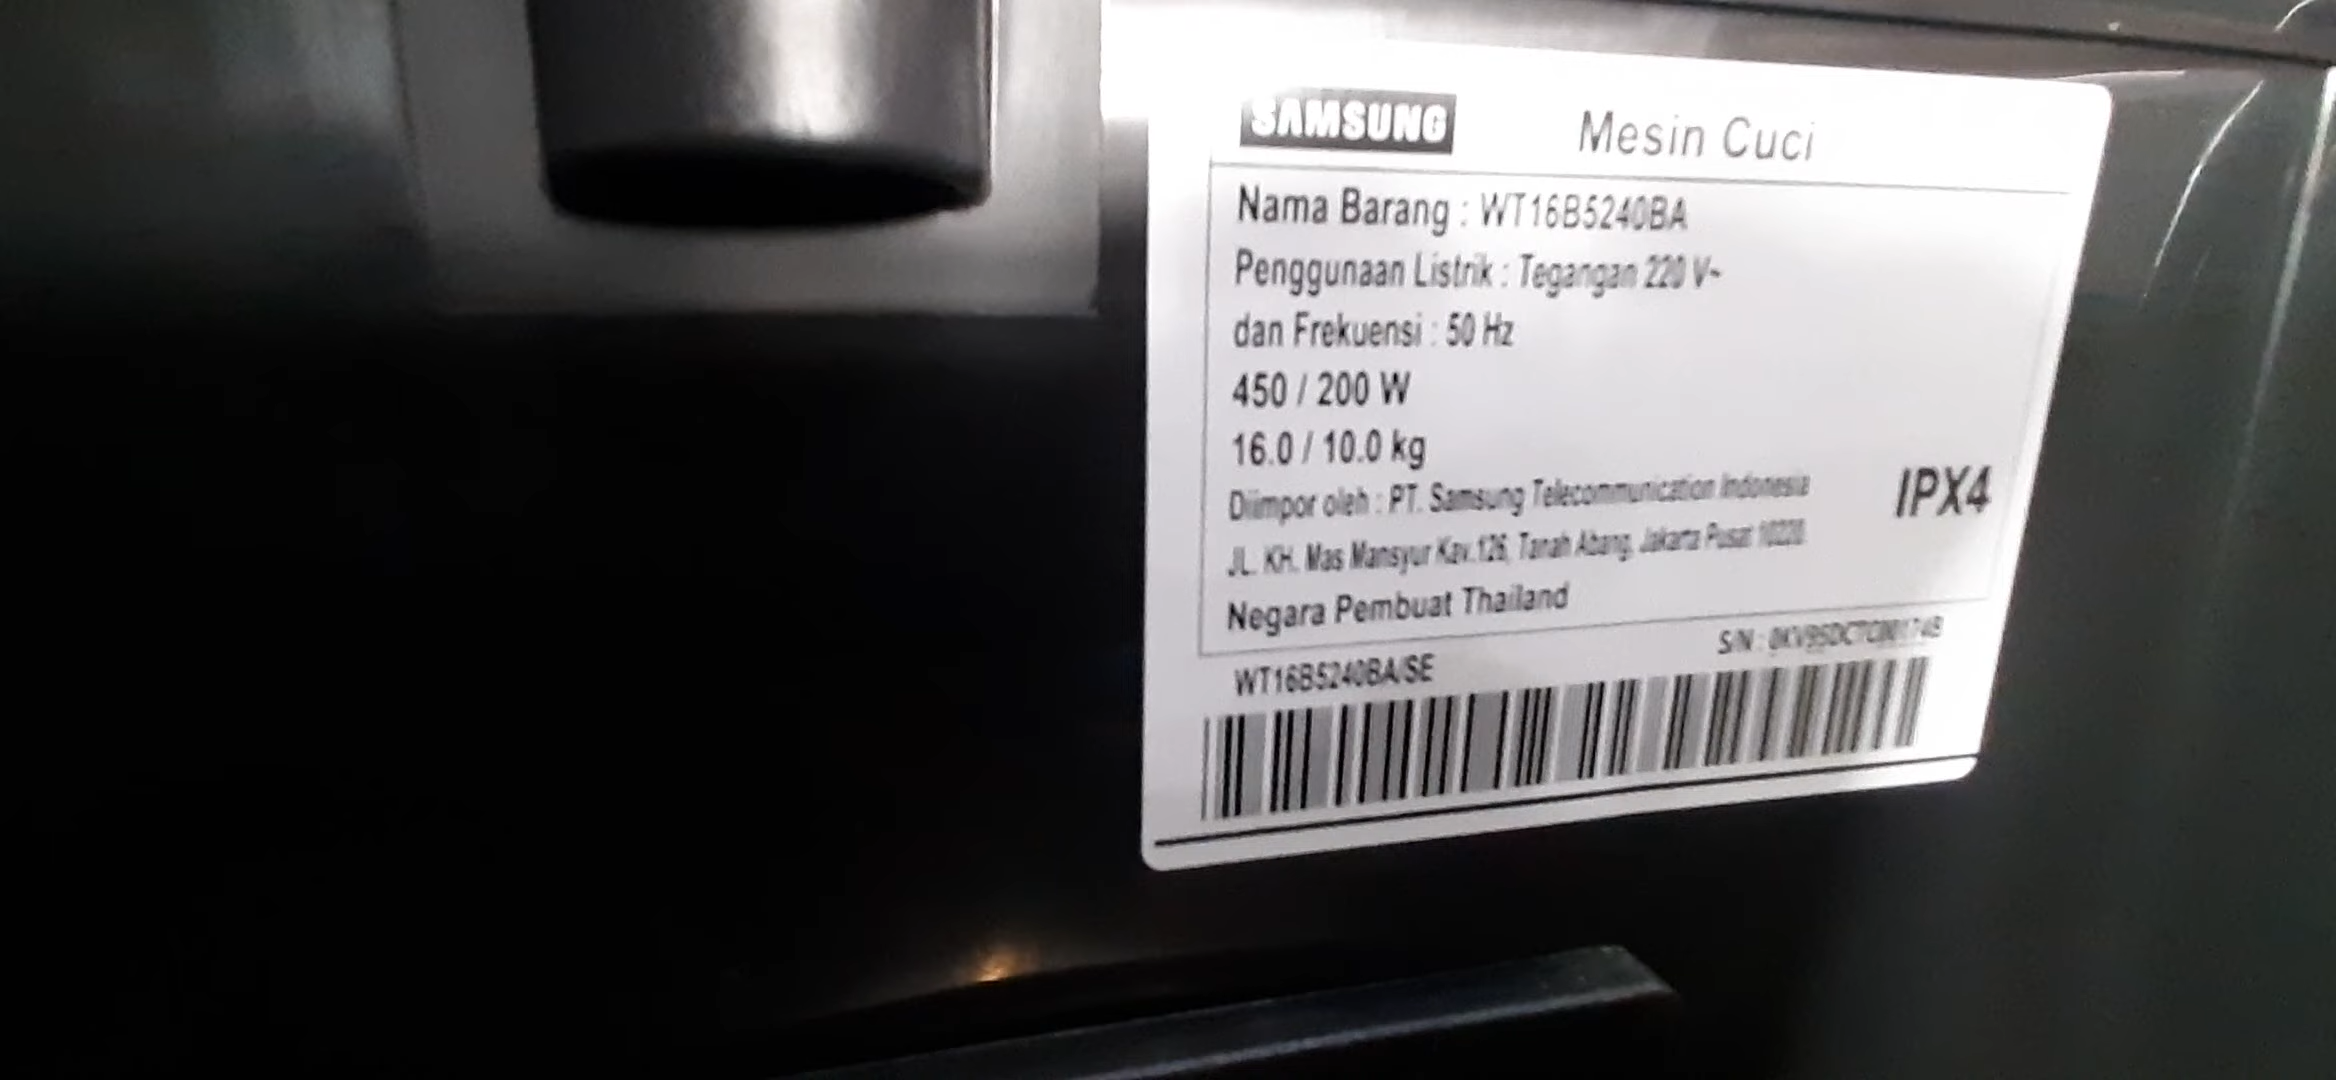 SAMSUNG Mesin Cuci
Nama Barang : WT16B5240BA
Penggunaan Listrik : Tegangan 220 V~
dan Frekuensi : 50 Hz
450 / 200 W
16.0 / 10.0 kg
Diimpor oleh : PT. Samsung Telecommunication Indonesia
IPX4
JL. KH. Mas Mansyur Kav.126, Tanah Abang, Jakarta Pusat 10220
Negara Pembuat Thailand
S/N :
WT16B5240BA/SE